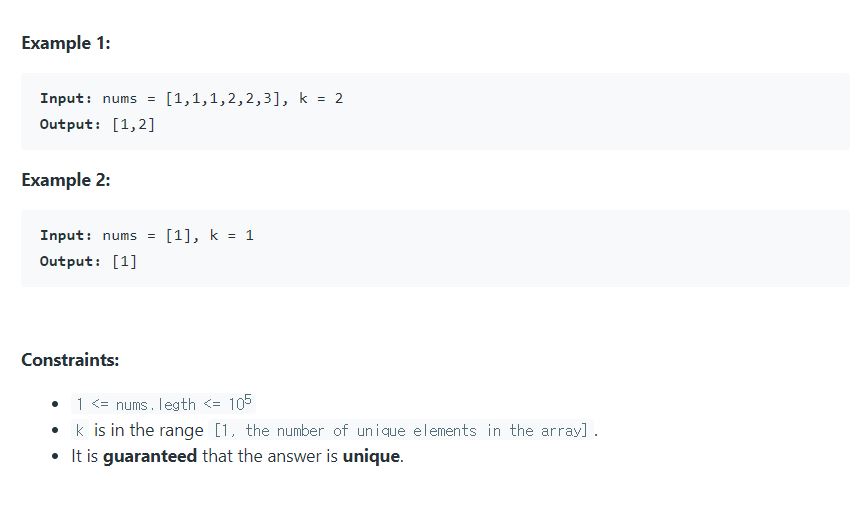 Example 1:
Input: nums = [1,1,1,2,2,3], k = 2
Output: [1,2]
Example 2:
Input: nums = [1], k = 1
Output: [1]
Constraints:
• 1 <= nums.legth <= 10⁵
• k is in the range [1, the number of unique elements in the array].
• It is guaranteed that the answer is unique.